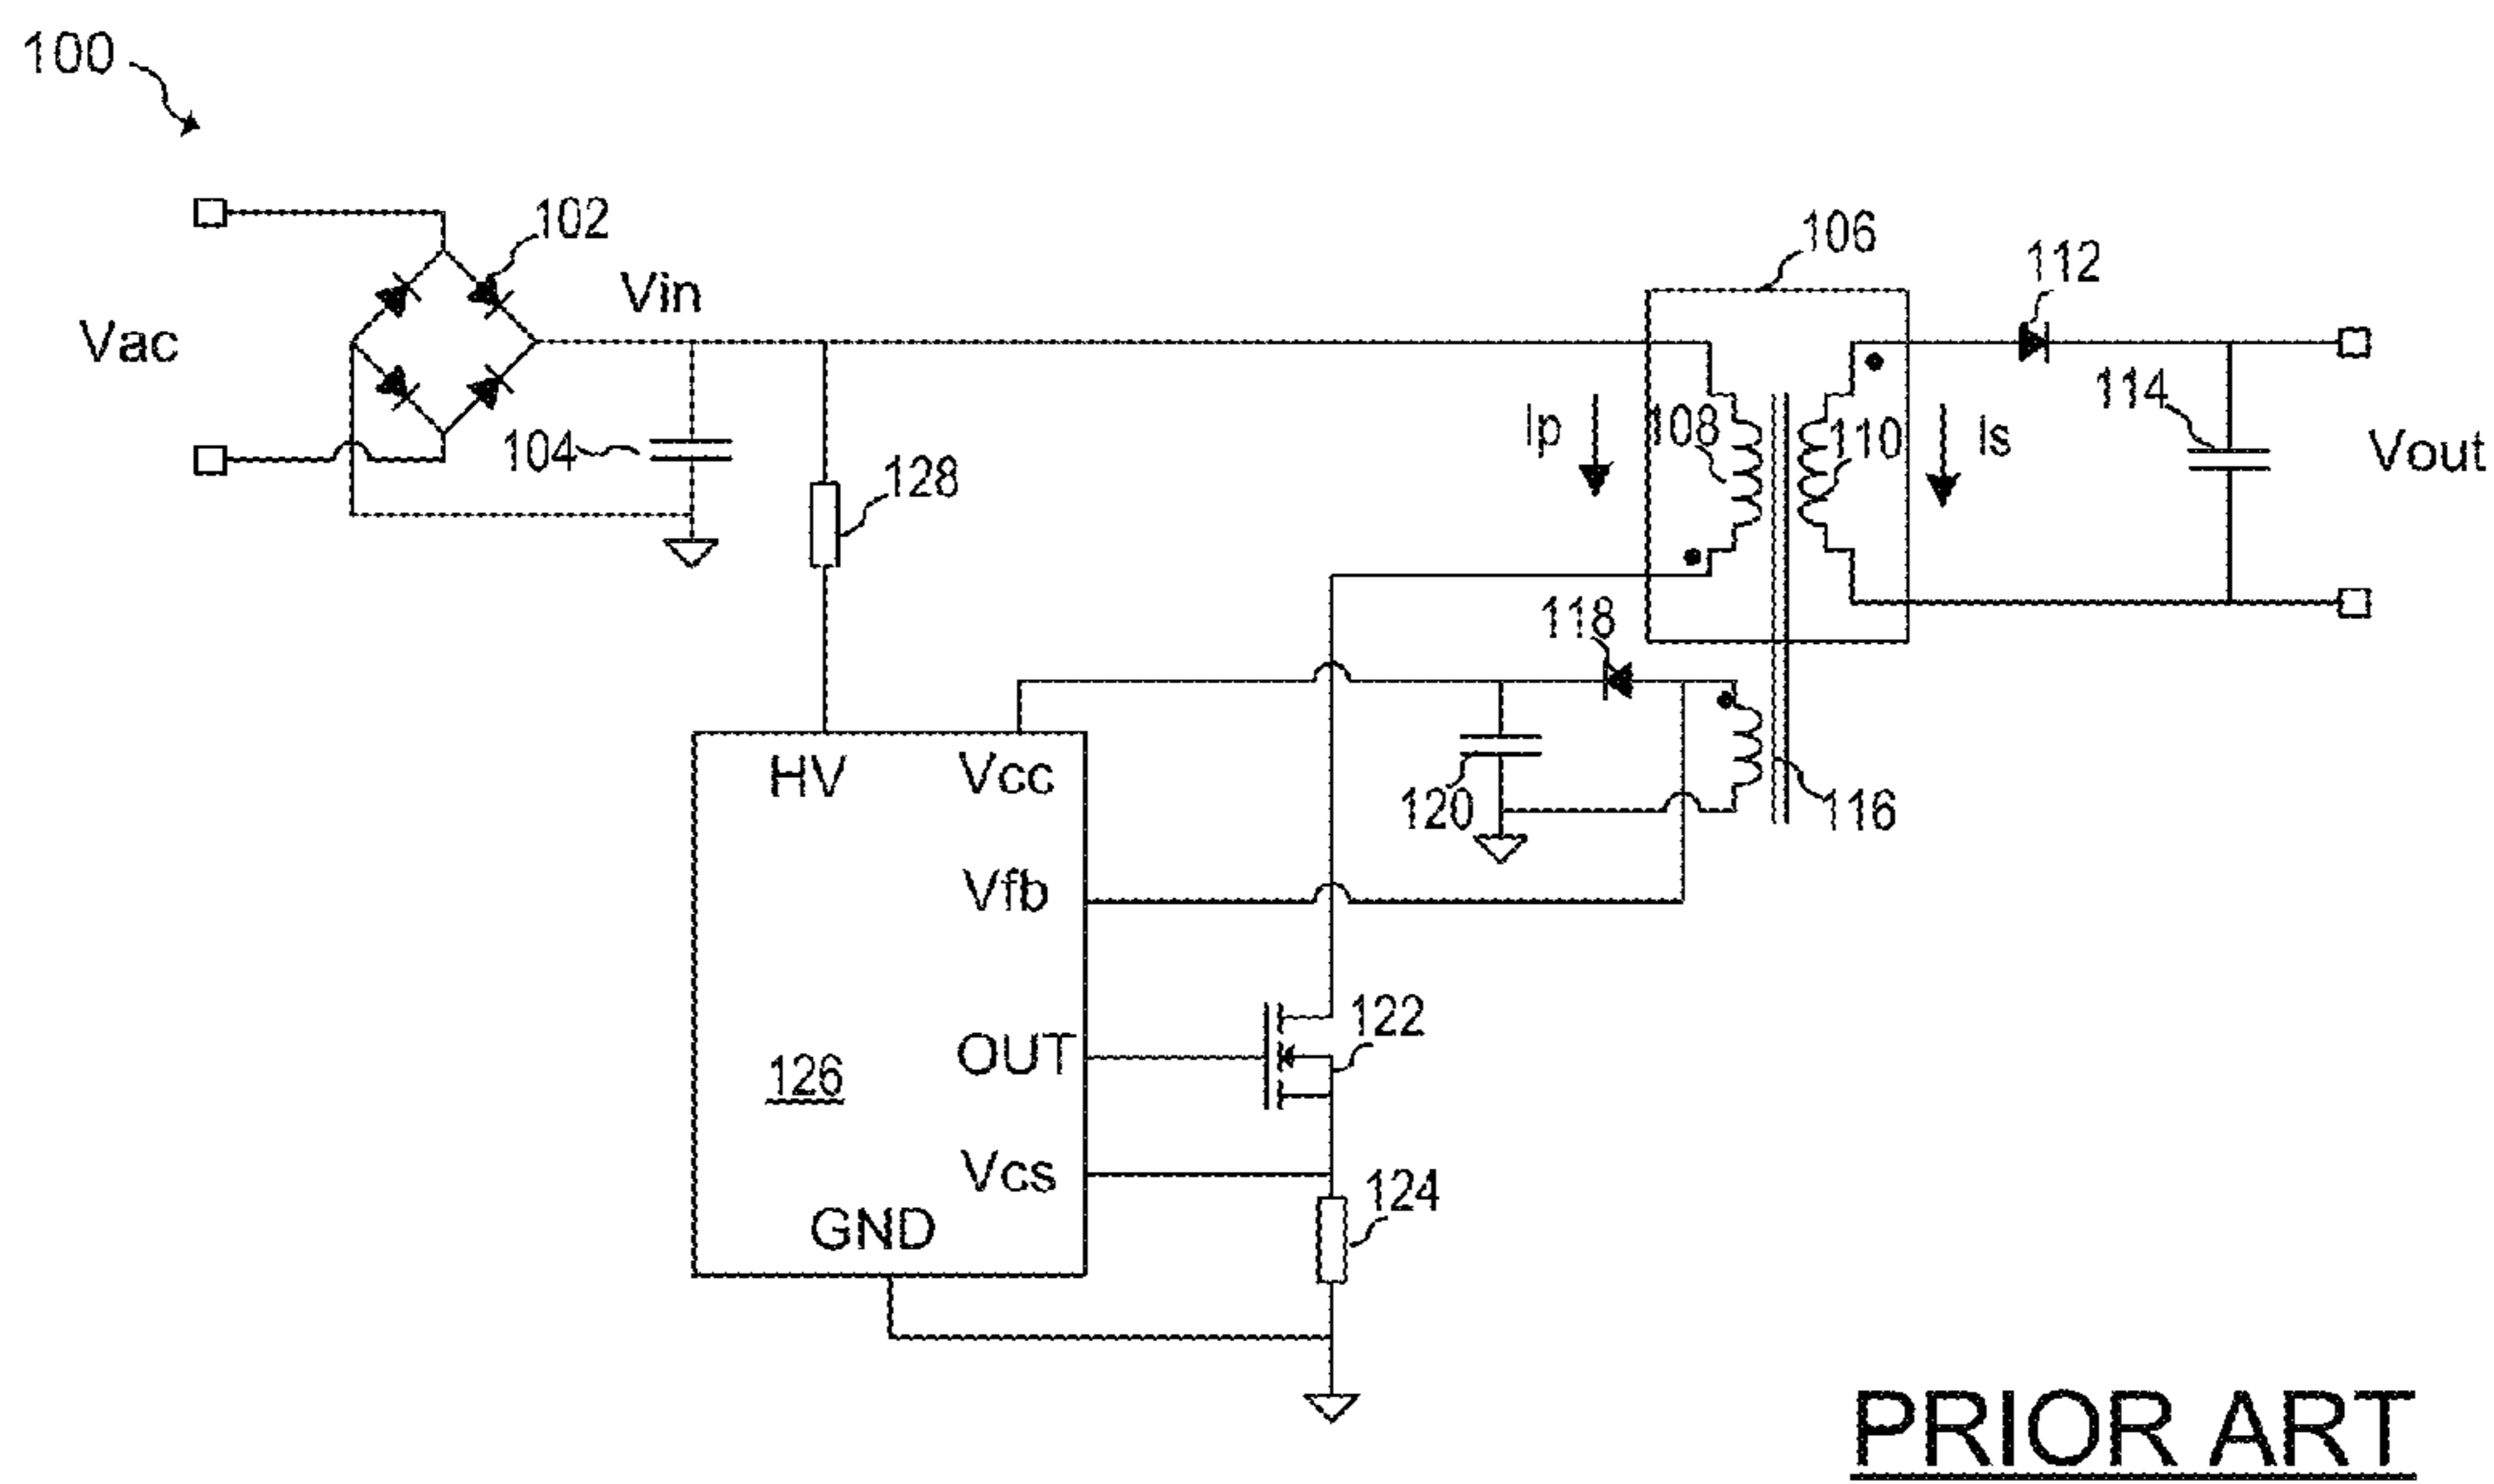 100
102
Vin
Vac
104
128
106
112
Ip
108
110
Is
114
Vout
118
120
116
HV
Vcc
Vfb
OUT
126
122
Vcs
124
GND
PRIOR ART